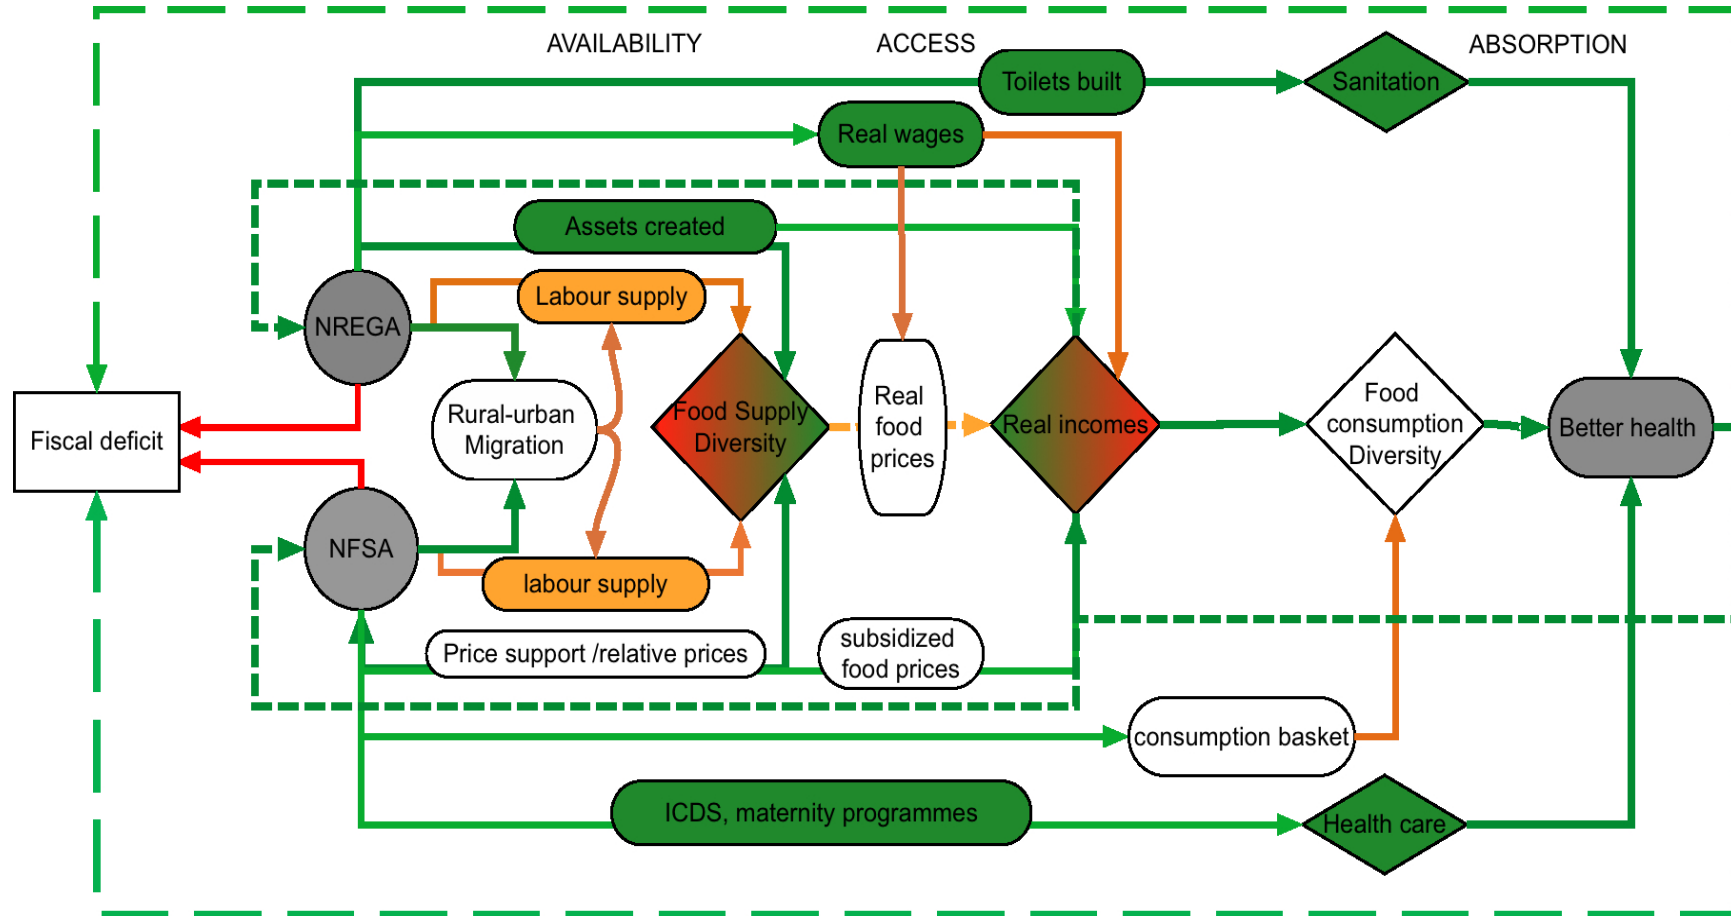 AVAILABILITY
ACCESS
ABSORPTION
Toilets built
Sanitation
Real wages
Assets created
Labour supply
NREGA
Rural-urban
Migration
Food Supply
Diversity
Real
food
prices
Real incomes
Food
consumption
Diversity
Better health
Fiscal deficit
NFSA
labour supply
Price support /relative prices
subsidized
food prices
consumption basket
ICDS, maternity programmes
Health care